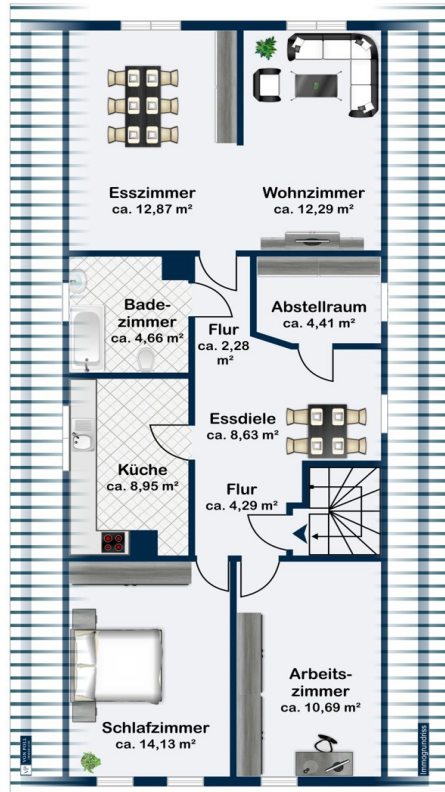 Esszimmer
ca. 12,87 m²
Wohnzimmer
ca. 12,29 m²
Bade-
zimmer
ca. 4,66 m²
Flur
ca. 2,28
m²
Abstellraum
ca. 4,41 m²
Essdiele
ca. 8,63 m²
Küche
ca. 8,95 m²
Flur
ca. 4,29 m²
Schlafzimmer
ca. 14,13 m²
Arbeits-
zimmer
ca. 10,69 m²
Immogrundriss